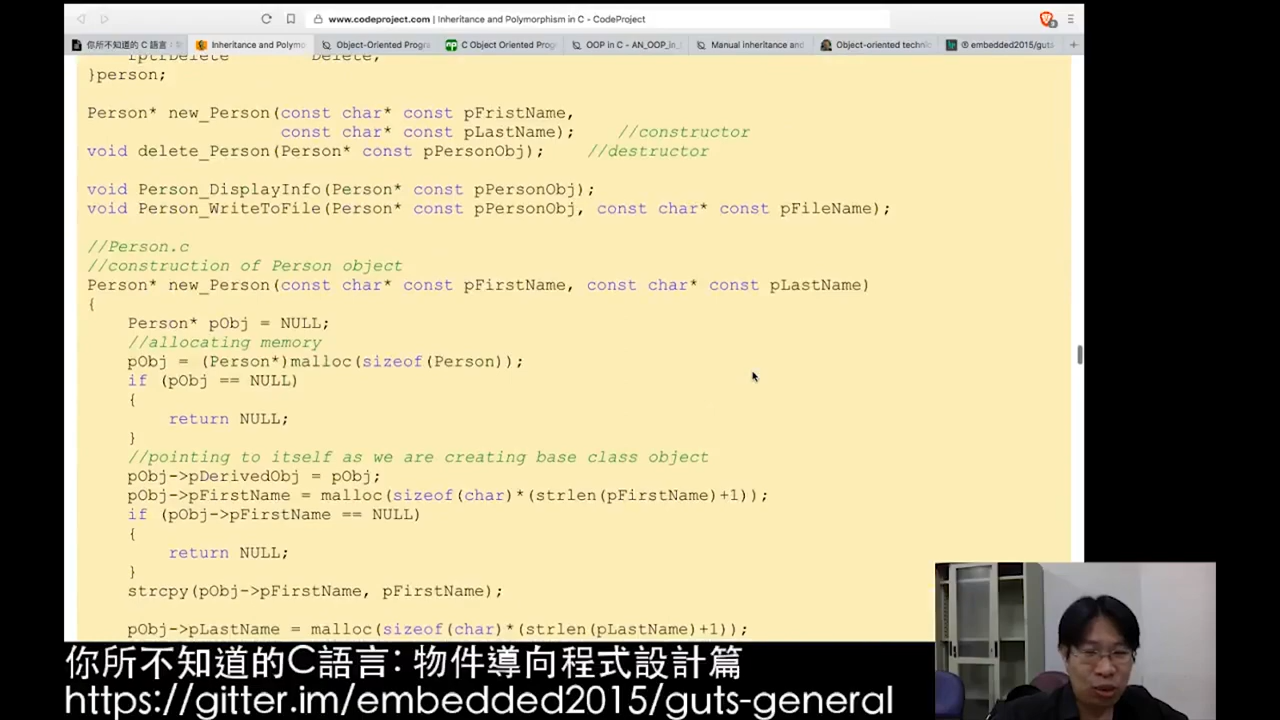 www.codeproject.com | Inheritance and Polymorphism in C - CodeProject
你所不知道的 C 語言：
Inheritance and Polymo
Object-Oriented Progra
C Object Oriented Prog
OOP in C - AN_OOP_in_
Manual inheritance and
Object-oriented techni
embedded2015/guts
fptrDelete Delete;
}person;
Person* new_Person(const char* const pFristName,
const char* const pLastName); //constructor
void delete_Person(Person* const pPersonObj); //destructor
void Person_DisplayInfo(Person* const pPersonObj);
void Person_WriteToFile(Person* const pPersonObj, const char* const pFileName);
//Person.c
//construction of Person object
Person* new_Person(const char* const pFirstName, const char* const pLastName)
{
Person* pObj = NULL;
//allocating memory
pObj = (Person*)malloc(sizeof(Person));
if (pObj == NULL)
{
return NULL;
}
//pointing to itself as we are creating base class object
pObj->pDerivedObj = pObj;
pObj->pFirstName = malloc(sizeof(char)*(strlen(pFirstName)+1));
if (pObj->pFirstName == NULL)
{
return NULL;
}
strcpy(pObj->pFirstName, pFirstName);
pObj->pLastName = malloc(sizeof(char)*(strlen(pLastName)+1));
你所不知道的C語言: 物件導向程式設計篇
https://gitter.im/embedded2015/guts-general